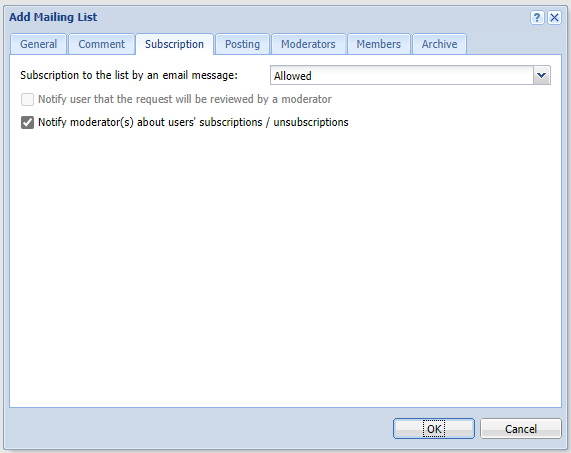 Add Mailing List ?
General Comment Subscription Posting Moderators Members Archive
Subscription to the list by an email message: Allowed
Notify user that the request will be reviewed by a moderator
Notify moderator(s) about users' subscriptions / unsubscriptions
OK Cancel